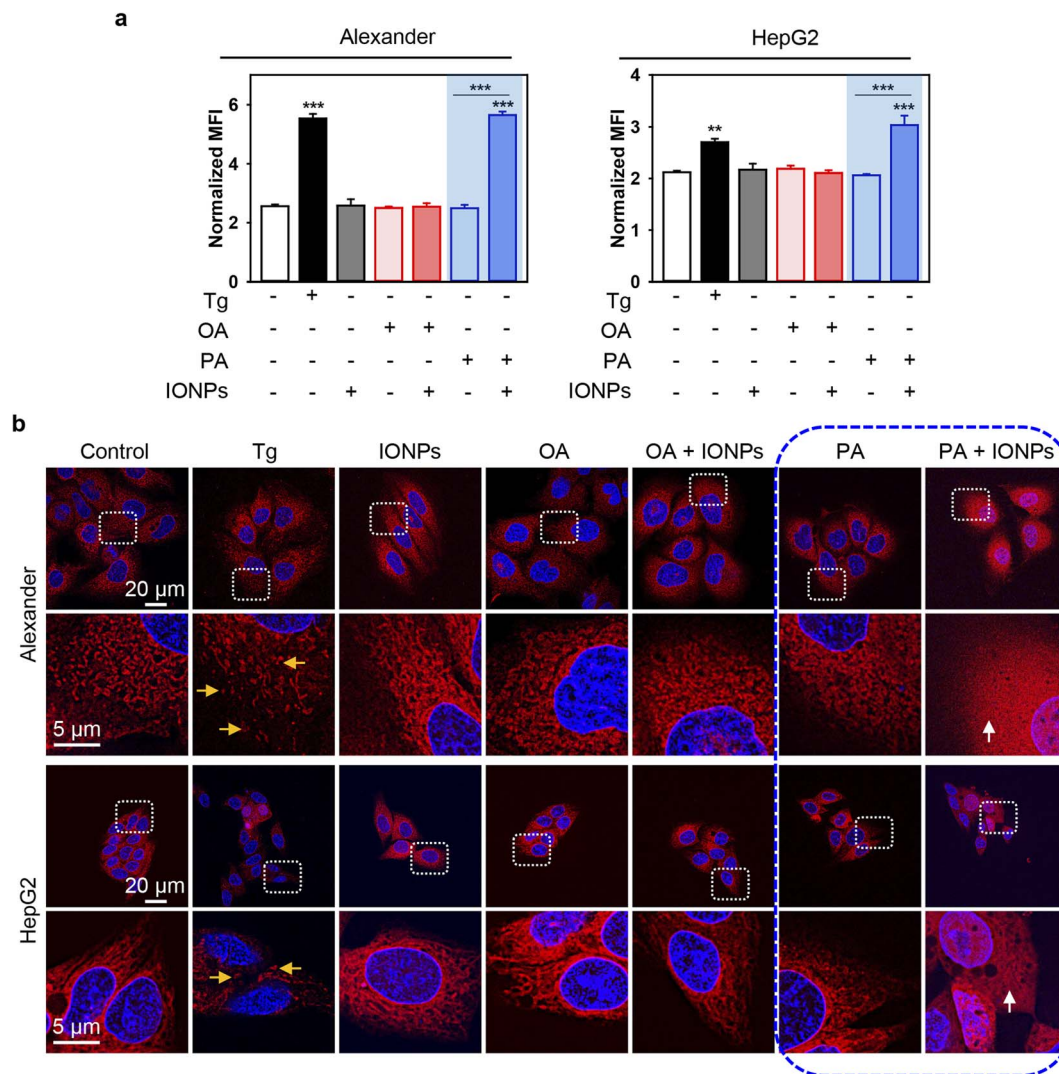 a
Alexander
HepG2
Normalized MFI
6
4
2
0
***
***
***
Normalized MFI
4
3
2
1
0
**
***
***
Tg - + - - - - -
OA - - - + + - -
PA - - - - - + +
IONPs - - + - + - +
Tg - + - - - - -
OA - - - + + - -
PA - - - - - + +
IONPs - - + - + - +
b
Control Tg IONPs OA OA + IONPs PA PA + IONPs
Alexander
20 µm
5 µm
HepG2
20 µm
5 µm